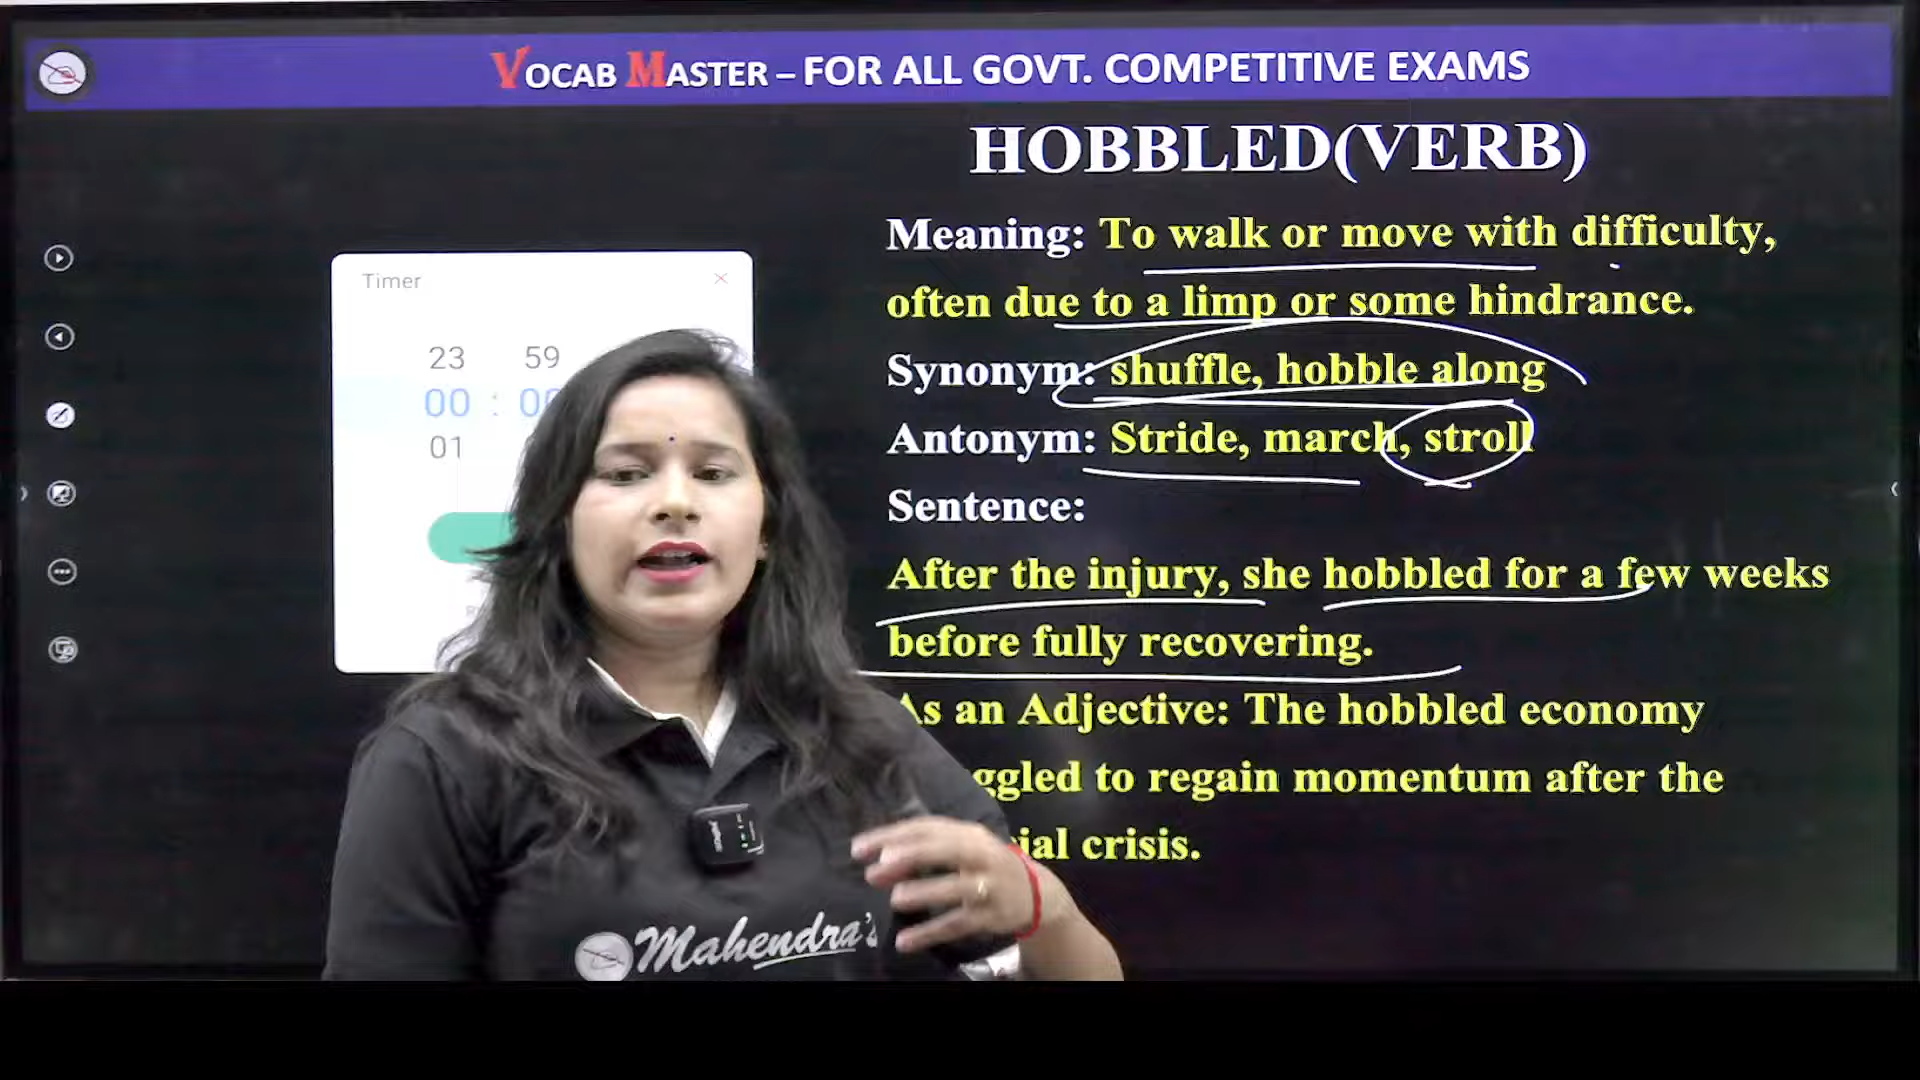 VOCAB MASTER – FOR ALL GOVT. COMPETITIVE EXAMS
HOBBLED(VERB)
Meaning: To walk or move with difficulty,
often due to a limp or some hindrance.
Synonym: shuffle, hobble along
Antonym: Stride, march, stroll
Sentence:
After the injury, she hobbled for a few weeks
before fully recovering.
As an Adjective: The hobbled economy
to regain momentum after the
crisis.
Timer
23 59
00 : 00
01
Mahendra's